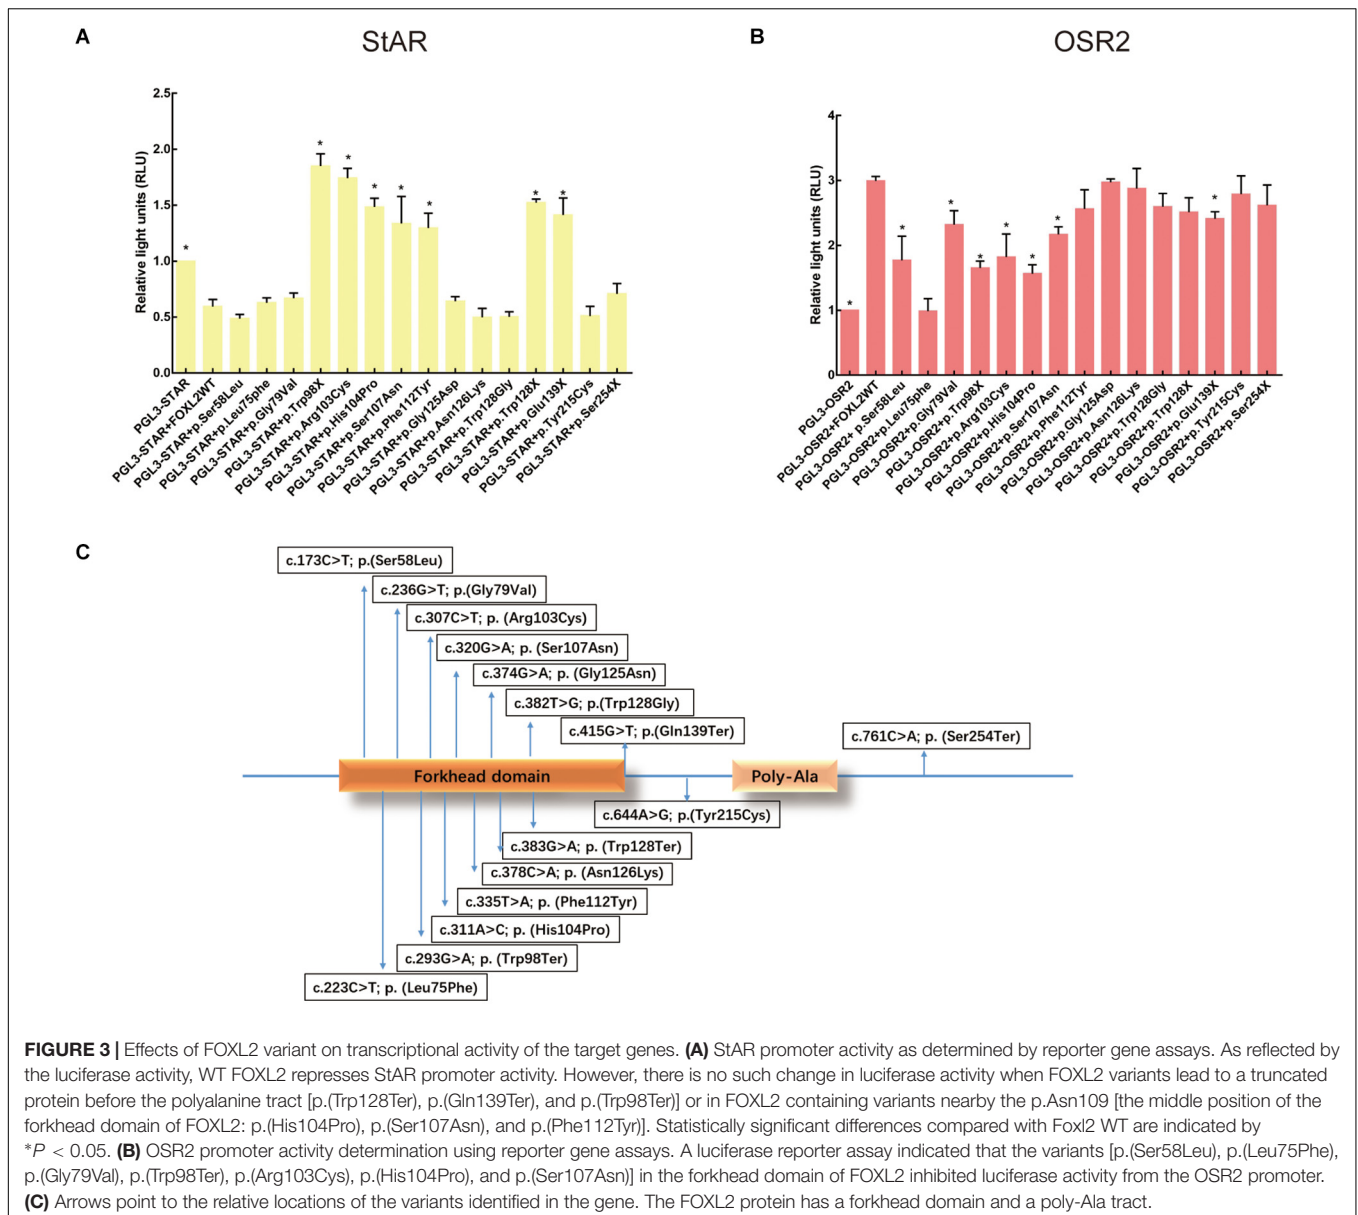 A
StAR
Relative light units (RLU)
2.5
2.0
1.5
1.0
0.5
0.0
*
*
*
*
*
*
*
*
PGL3-STAR
PGL3-STAR+FOXL2WT
PGL3-STAR+p.Ser58Leu
PGL3-STAR+p.Leu75phe
PGL3-STAR+p.Gly79Val
PGL3-STAR+p.Trp98X
PGL3-STAR+p.Arg103Cys
PGL3-STAR+p.His104Pro
PGL3-STAR+p.Ser107Asn
PGL3-STAR+p.Phe112Tyr
PGL3-STAR+p.Gly125Asp
PGL3-STAR+p.Asn126Lys
PGL3-STAR+p.Trp128Gly
PGL3-STAR+p.Trp128X
PGL3-STAR+p.Glu139X
PGL3-STAR+p.Tyr215Cys
PGL3-STAR+p.Ser254X
B
OSR2
Relative light units (RLU)
4
3
2
1
0
*
*
*
*
*
*
*
*
PGL3-OSR2
PGL3-OSR2+FOXL2WT
PGL3-OSR2+ p.Ser58Leu
PGL3-OSR2+p.Leu75phe
PGL3-OSR2+p.Gly79Val
PGL3-OSR2+p.Trp98X
PGL3-OSR2+p.Arg103Cys
PGL3-OSR2+p.His104Pro
PGL3-OSR2+p.Ser107Asn
PGL3-OSR2+p.Phe112Tyr
PGL3-OSR2+p.Gly125Asp
PGL3-OSR2+p.Asn126Lys
PGL3-OSR2+p.Trp128Gly
PGL3-OSR2+p.Trp128X
PGL3-OSR2+p.Glu139X
PGL3-OSR2+p.Tyr215Cys
PGL3-OSR2+p.Ser254X
C
c.173C>T; p.(Ser58Leu)
c.236G>T; p.(Gly79Val)
c.307C>T; p. (Arg103Cys)
c.320G>A; p. (Ser107Asn)
c.374G>A; p. (Gly125Asn)
c.382T>G; p.(Trp128Gly)
c.415G>T; p.(Gln139Ter)
c.761C>A; p. (Ser254Ter)
Forkhead domain
Poly-Ala
c.644A>G; p.(Tyr215Cys)
c.383G>A; p. (Trp128Ter)
c.378C>A; p. (Asn126Lys)
c.335T>A; p. (Phe112Tyr)
c.311A>C; p. (His104Pro)
c.293G>A; p. (Trp98Ter)
c.223C>T; p. (Leu75Phe)
FIGURE 3 | Effects of FOXL2 variant on transcriptional activity of the target genes. (A) StAR promoter activity as determined by reporter gene assays. As reflected by
the luciferase activity, WT FOXL2 represses StAR promoter activity. However, there is no such change in luciferase activity when FOXL2 variants lead to a truncated
protein before the polyalanine tract [p.(Trp128Ter), p.(Gln139Ter), and p.(Trp98Ter)] or in FOXL2 containing variants nearby the p.Asn109 [the middle position of the
forkhead domain of FOXL2: p.(His104Pro), p.(Ser107Asn), and p.(Phe112Tyr)]. Statistically significant differences compared with Foxl2 WT are indicated by
*P < 0.05. (B) OSR2 promoter activity determination using reporter gene assays. A luciferase reporter assay indicated that the variants [p.(Ser58Leu), p.(Leu75Phe),
p.(Gly79Val), p.(Trp98Ter), p.(Arg103Cys), p.(His104Pro), and p.(Ser107Asn)] in the forkhead domain of FOXL2 inhibited luciferase activity from the OSR2 promoter.
(C) Arrows point to the relative locations of the variants identified in the gene. The FOXL2 protein has a forkhead domain and a poly-Ala tract.